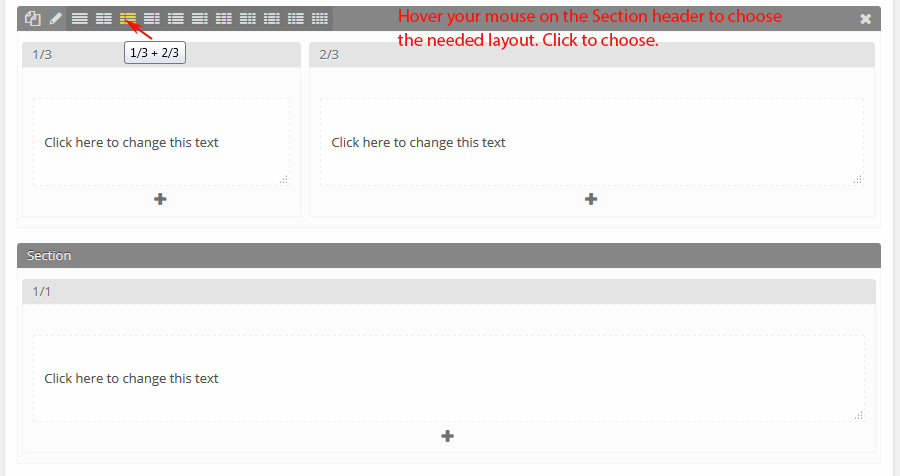 Hover your mouse on the Section header to choose
the needed layout. Click to choose.
1/3 + 2/3
1/3
2/3
Click here to change this text
Click here to change this text
Section
1/1
Click here to change this text